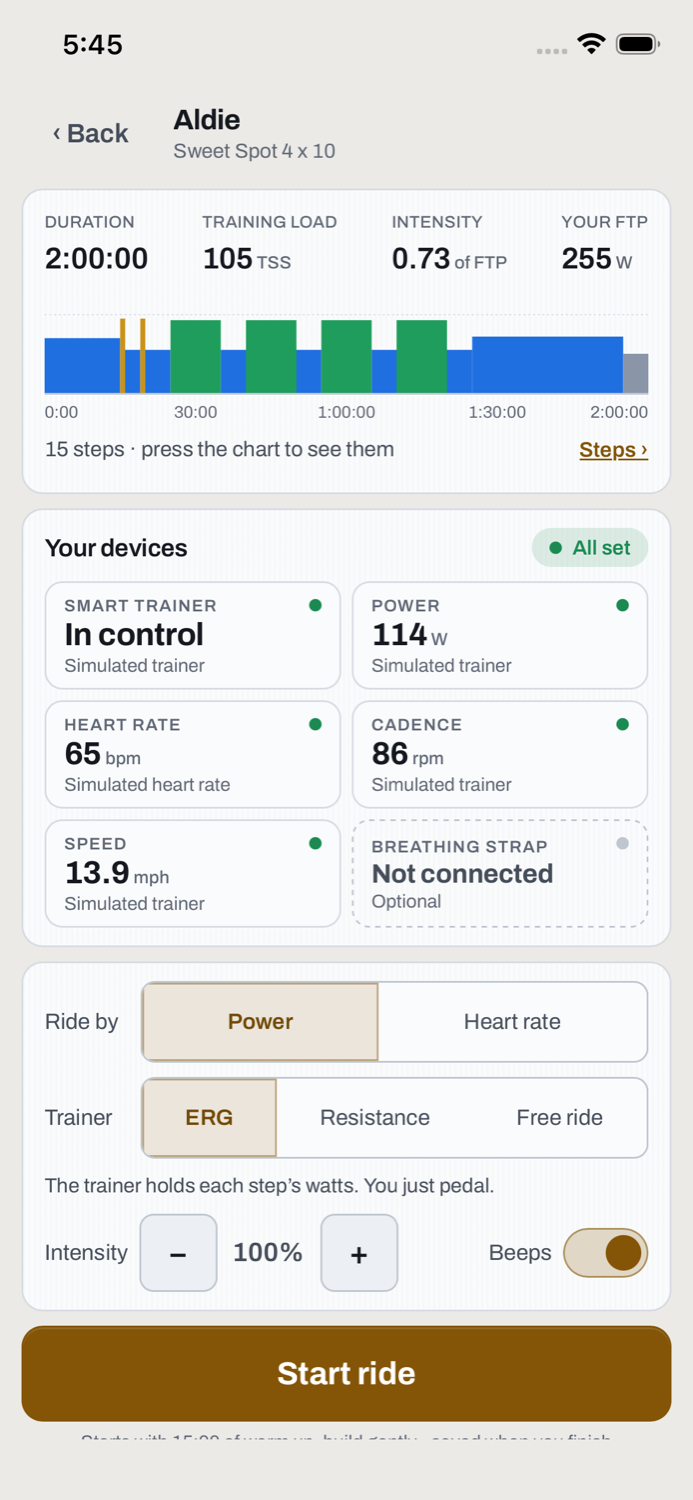 5:45
‹ Back
Aldie
Sweet Spot 4 x 10
DURATION TRAINING LOAD INTENSITY YOUR FTP
2:00:00 105 TSS 0.73 of FTP 255 W
0:00 30:00 1:00:00 1:30:00 2:00:00
15 steps · press the chart to see them Steps ›
Your devices All set
SMART TRAINER
In control
Simulated trainer
POWER
114 W
Simulated trainer
HEART RATE
65 bpm
Simulated heart rate
CADENCE
86 rpm
Simulated trainer
SPEED
13.9 mph
Simulated trainer
BREATHING STRAP
Not connected
Optional
Ride by Power Heart rate
Trainer ERG Resistance Free ride
The trainer holds each step’s watts. You just pedal.
Intensity − 100% + Beeps
Start ride